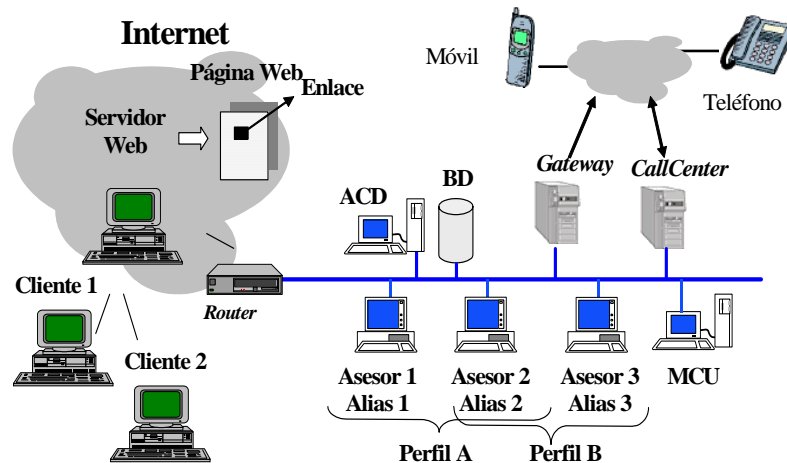 Internet
Página Web
Enlace
Servidor
Web
Móvil
Teléfono
Gateway
CallCenter
ACD
BD
Cliente 1
Router
Cliente 2
Asesor 1
Alias 1
Asesor 2
Alias 2
Asesor 3
Alias 3
MCU
Perfil A
Perfil B